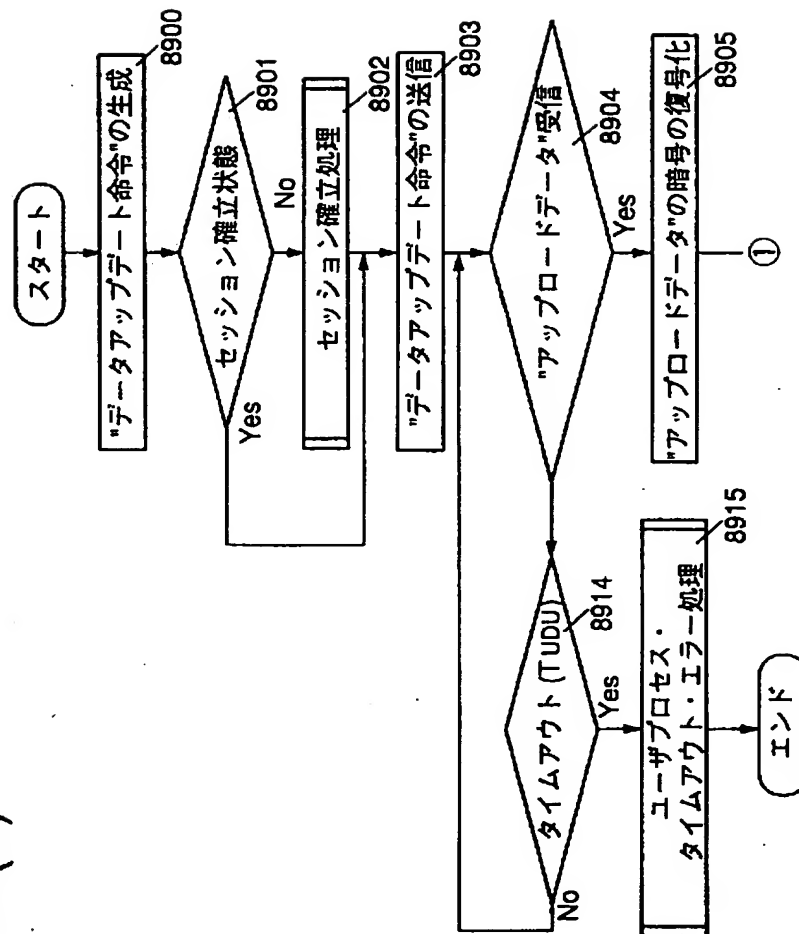 スタート
"データアップデート命令"の生成
8900
セッション確立状態
8901
Yes
No
セッション確立処理
8902
"データアップデート命令"の送信
8903
"アップロードデータ"受信
8904
Yes
"アップロードデータ"の暗号の復号化
8905
①
タイムアウト(TUDU)
8914
No
Yes
ユーザプロセス・
タイムアウト・エラー処理
8915
エンド